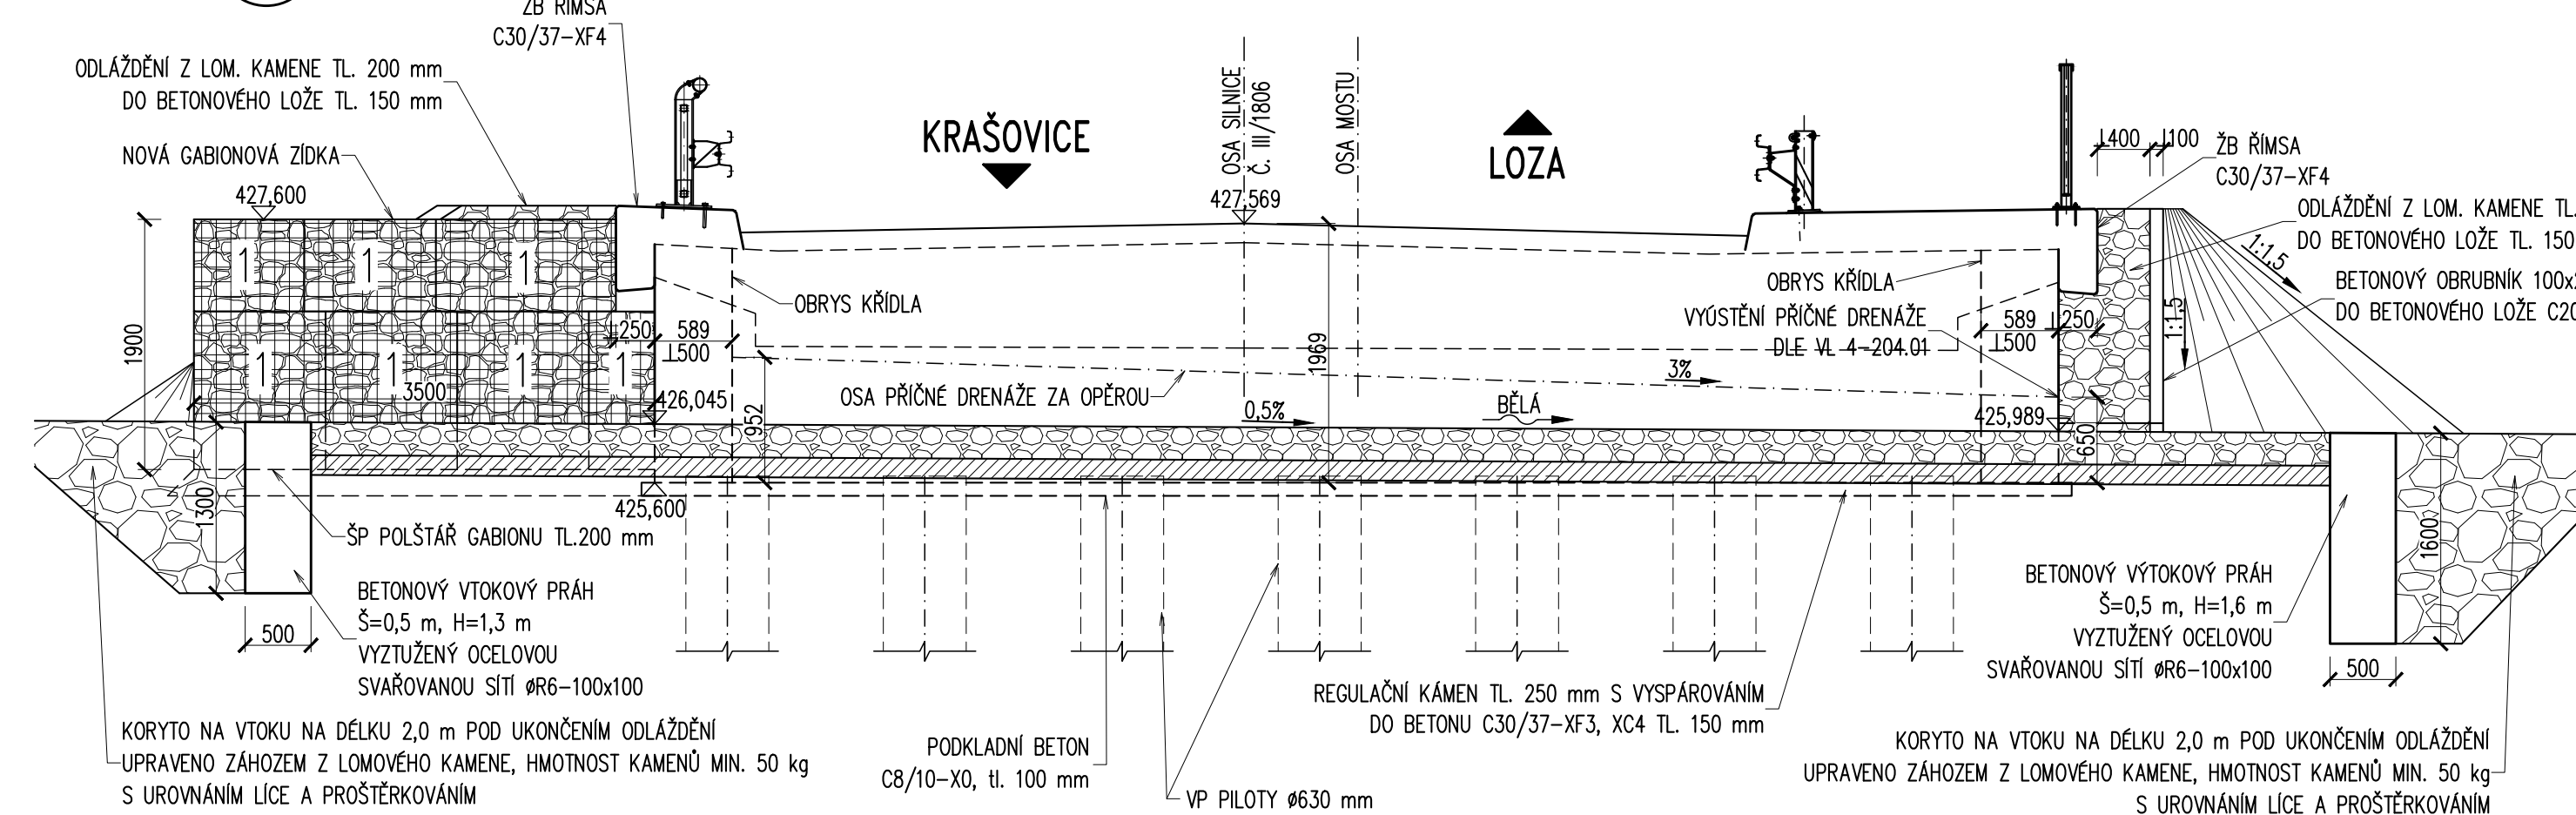 ŽB ŘÍMSA
C30/37-XF4
ODLÁŽDĚNÍ Z LOM. KAMENE TL. 200 mm
DO BETONOVÉHO LOŽE TL. 150 mm
NOVÁ GABIONOVÁ ZÍDKA
427,600
KRAŠOVICE
OSA SILNICE
Č. III/1806
OSA MOSTU
427,569
LOZA
400
100
ŽB ŘÍMSA
C30/37-XF4
ODLÁŽDĚNÍ Z LOM. KAMENE TL.
DO BETONOVÉHO LOŽE TL. 150
BETONOVÝ OBRUBNÍK 100x
DO BETONOVÉHO LOŽE C20
1:1,5
1:1,5
1 1 1
1 1 1 1
1900
3500
250
589
500
OBRYS KŘÍDLA
OBRYS KŘÍDLA
VYÚSTĚNÍ PŘÍČNÉ DRENÁŽE
DLE VL 4-204.01
589
250
500
1969
3%
OSA PŘÍČNÉ DRENÁŽE ZA OPĚROU
426,045
952
0,5%
BĚLÁ
425,989
650
1300
425,600
ŠP POLŠTÁŘ GABIONU TL.200 mm
1600
BETONOVÝ VTOKOVÝ PRÁH
Š=0,5 m, H=1,3 m
VYZTUŽENÝ OCELOVOU
SVAŘOVANOU SÍTÍ øR6-100x100
500
BETONOVÝ VÝTOKOVÝ PRÁH
Š=0,5 m, H=1,6 m
VYZTUŽENÝ OCELOVOU
SVAŘOVANOU SÍTÍ øR6-100x100
500
KORYTO NA VTOKU NA DÉLKU 2,0 m POD UKONČENÍM ODLÁŽDĚNÍ
UPRAVENO ZÁHOZEM Z LOMOVÉHO KAMENE, HMOTNOST KAMENŮ MIN. 50 kg
S UROVNÁNÍM LÍCE A PROŠTĚRKOVÁNÍM
PODKLADNÍ BETON
C8/10-X0, tl. 100 mm
VP PILOTY ø630 mm
REGULAČNÍ KÁMEN TL. 250 mm S VYSPÁROVÁNÍM
DO BETONU C30/37-XF3, XC4 TL. 150 mm
KORYTO NA VTOKU NA DÉLKU 2,0 m POD UKONČENÍM ODLÁŽDĚNÍ
UPRAVENO ZÁHOZEM Z LOMOVÉHO KAMENE, HMOTNOST KAMENŮ MIN. 50 kg
S UROVNÁNÍM LÍCE A PROŠTĚRKOVÁNÍM